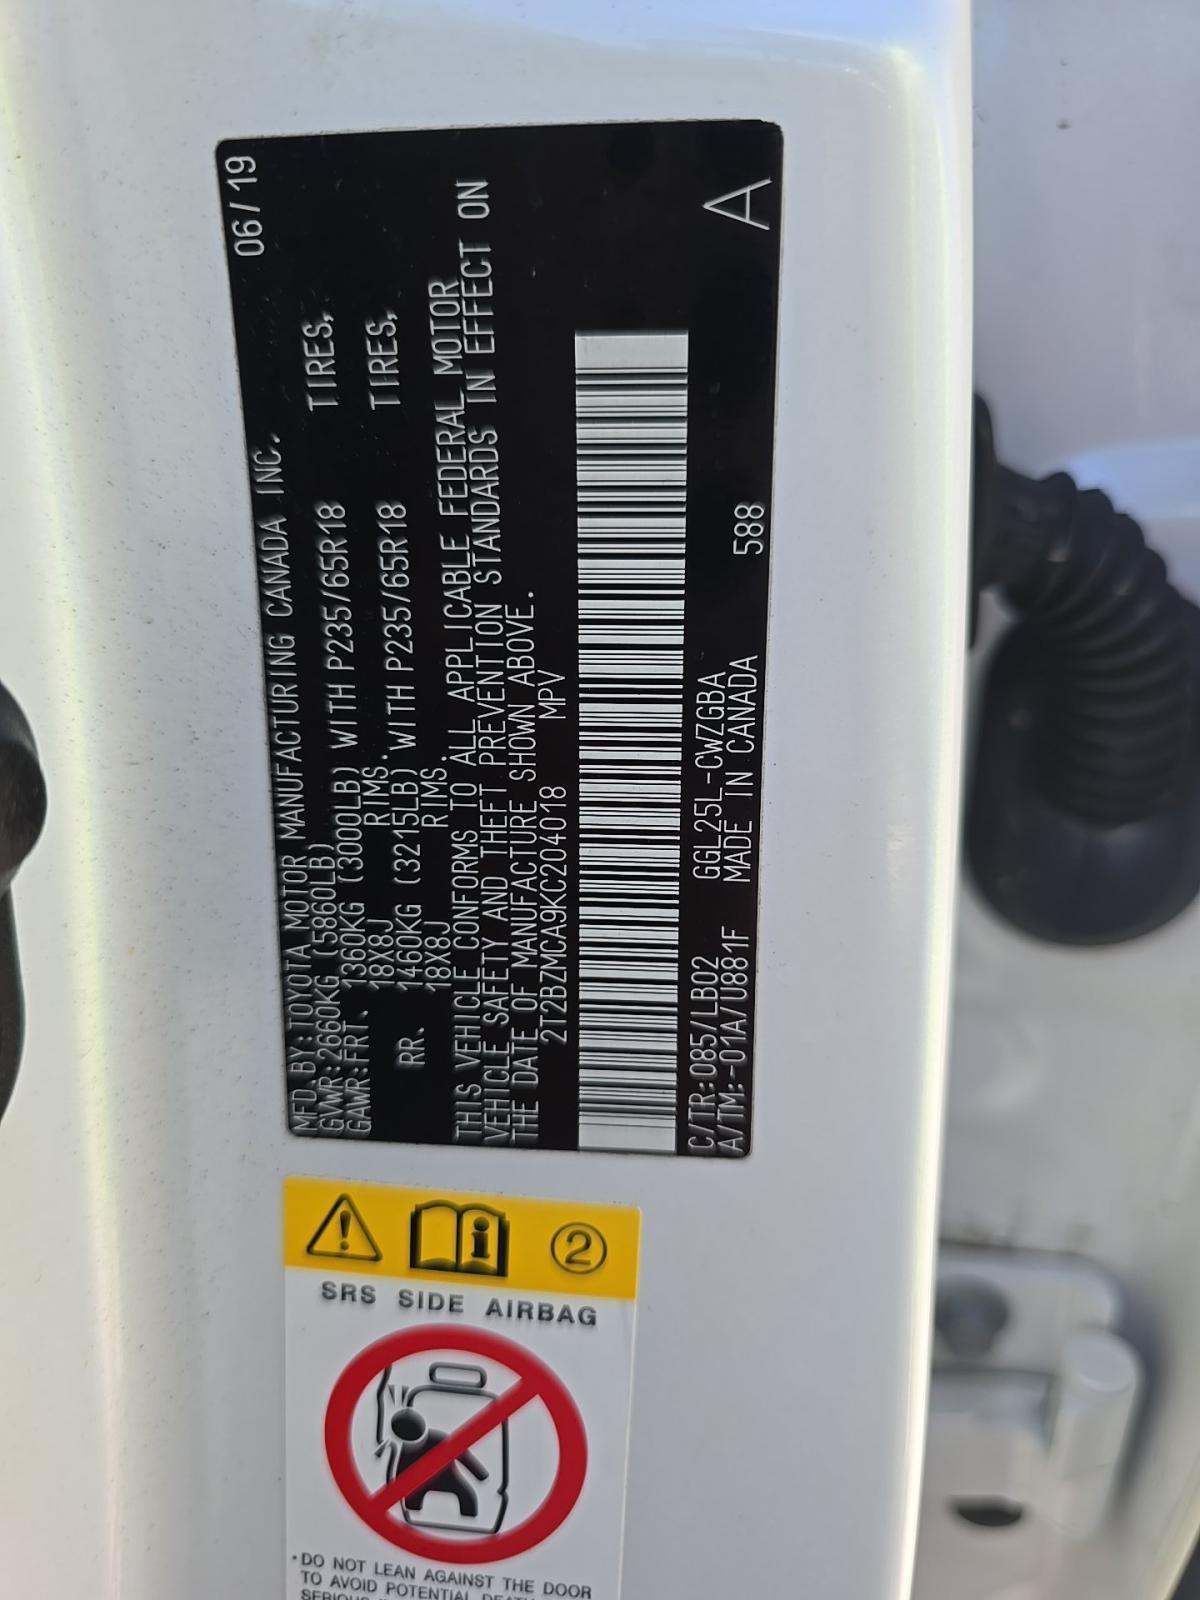 06/19
MFD. BY: TOYOTA MOTOR MANUFACTURING CANADA INC.
GVWR: 2660KG (5860LB)
GAWR: FRT. 1360KG (3000LB) WITH P235/65R18 TIRES,
18X8J RIMS.
RR. 1460KG (3215LB) WITH P235/65R18 TIRES,
18X8J RIMS.
THIS VEHICLE CONFORMS TO ALL APPLICABLE FEDERAL MOTOR
VEHICLE SAFETY AND THEFT PREVENTION STANDARDS IN EFFECT ON
THE DATE OF MANUFACTURE SHOWN ABOVE.
2T2BZMCA9KC204018 MPV
C/TR: 085/LB02 GGL25L-CWZGBA
A/TM: -01A/U881F MADE IN CANADA 588 A
2
SRS SIDE AIRBAG
•DO NOT LEAN AGAINST THE DOOR
TO AVOID POTENTIAL